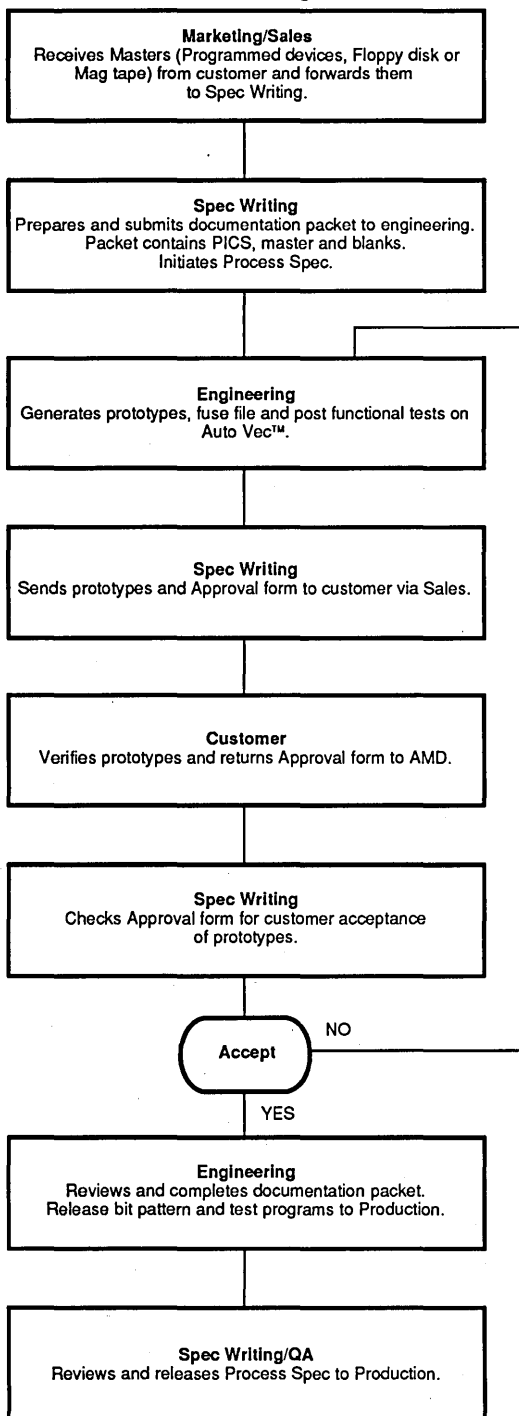 Marketing/Sales
Receives Masters (Programmed devices, Floppy disk or
Mag tape) from customer and forwards them
to Spec Writing.
Spec Writing
Prepares and submits documentation packet to engineering.
Packet contains PICS, master and blanks.
Initiates Process Spec.
Engineering
Generates prototypes, fuse file and post functional tests on
Auto Vec™.
Spec Writing
Sends prototypes and Approval form to customer via Sales.
Customer
Verifies prototypes and returns Approval form to AMD.
Spec Writing
Checks Approval form for customer acceptance
of prototypes.
Accept
NO
YES
Engineering
Reviews and completes documentation packet.
Release bit pattern and test programs to Production.
Spec Writing/QA
Reviews and releases Process Spec to Production.